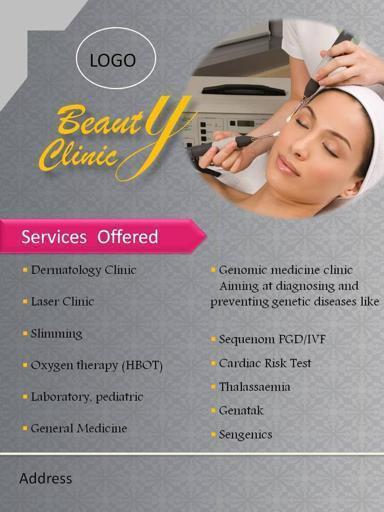 LOGO
Beauty
Clinic
Services Offered
Dermatology Clinic
Laser Clinic
Slimming
Oxygen therapy (HBOT)
Laboratory, pediatric
General Medicine
Genomic medicine clinic
Aiming at diagnosing and
preventing genetic diseases like
Sequenom PGD/IVF
Cardiac Risk Test
Thalassaemia
Genatak
Sengenics
Address